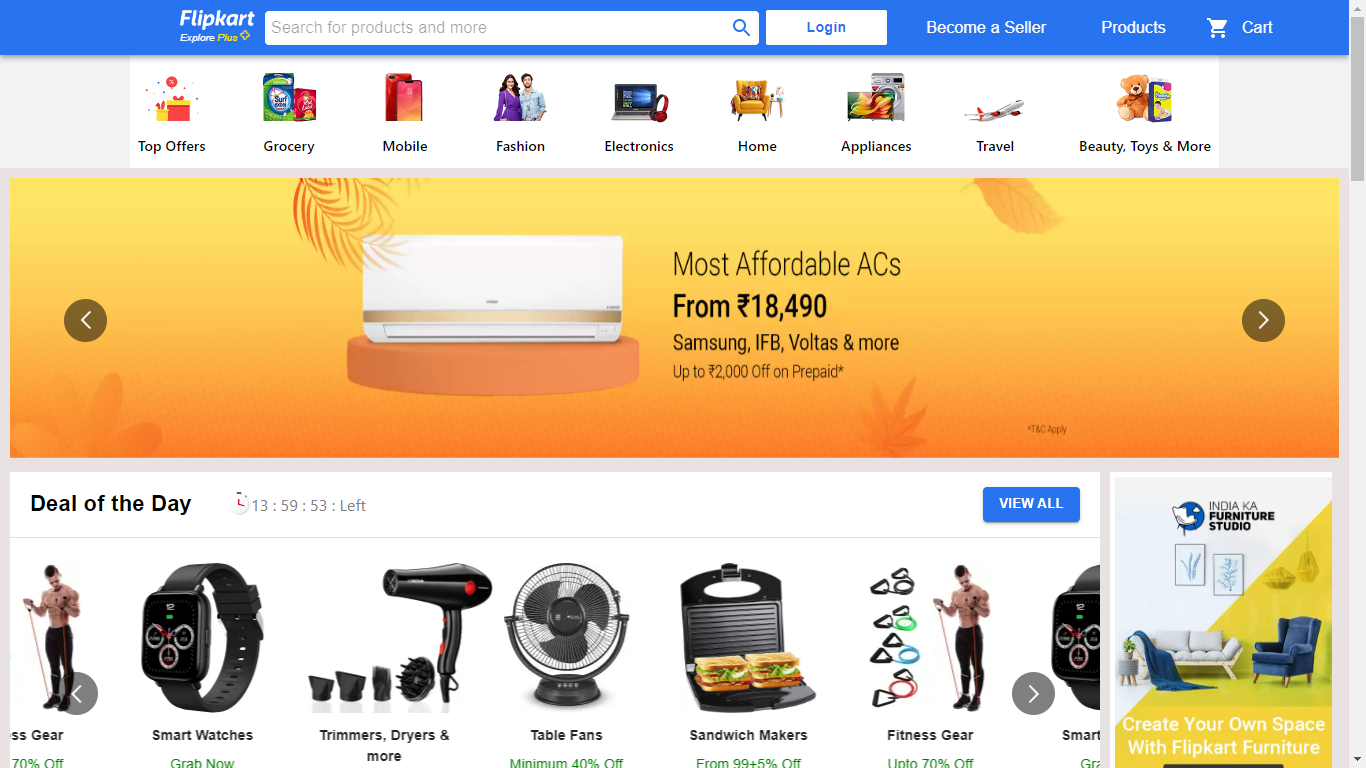 Flipkart
Explore Plus
Search for products and more
Login
Become a Seller
Products
Cart
Top Offers
Grocery
Mobile
Fashion
Electronics
Home
Appliances
Travel
Beauty, Toys & More
Most Affordable ACs
From ₹18,490
Samsung, IFB, Voltas & more
Up to ₹2,000 Off on Prepaid*
*T&C Apply
Deal of the Day
13 : 59 : 53 : Left
VIEW ALL
INDIA KA
FURNITURE
STUDIO
ss Gear
70% Off
Smart Watches
Grab Now
Trimmers, Dryers &
more
Table Fans
Minimum 40% Off
Sandwich Makers
From 99+5% Off
Fitness Gear
Upto 70% Off
Smart
Gra
Create Your Own Space
With Flipkart Furniture